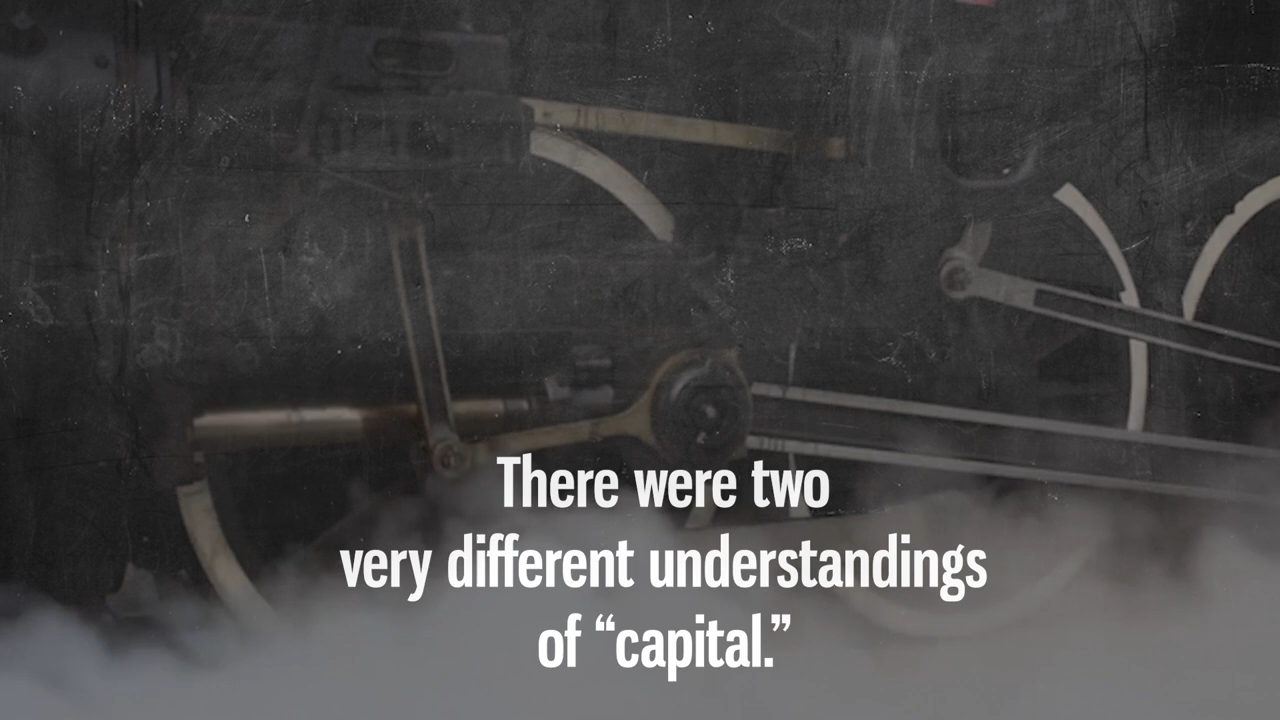 There were two
very different understandings
of “capital.”